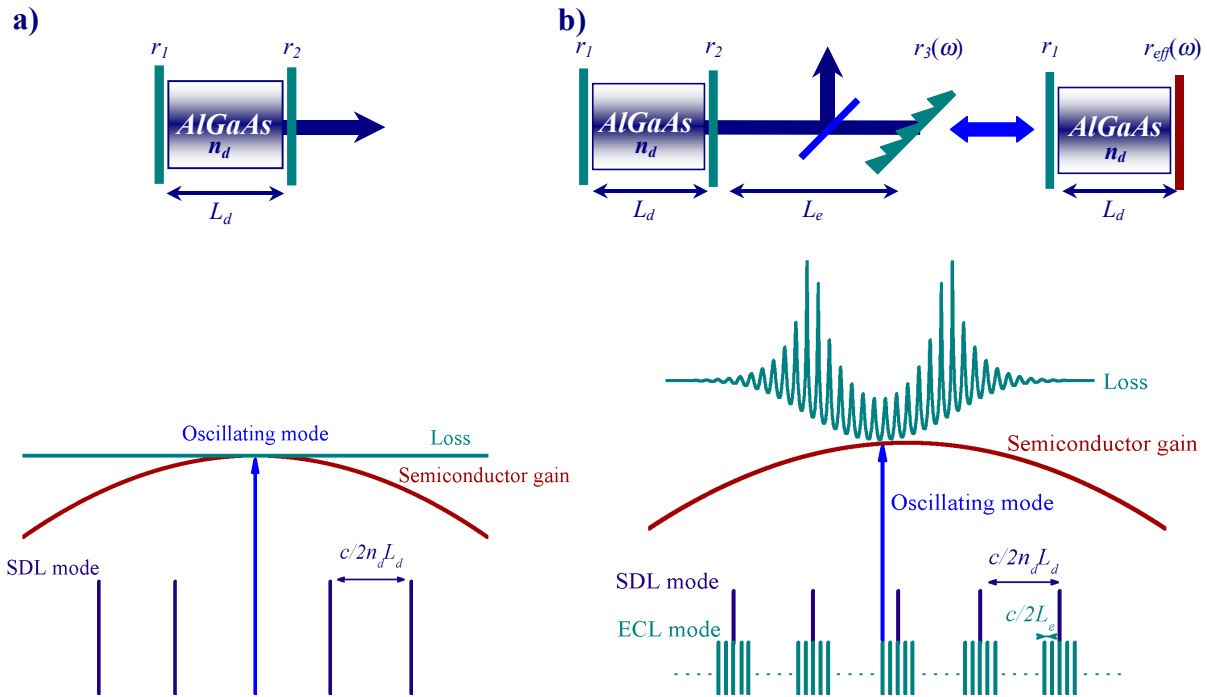 a)
r1 r2
AlGaAs
nd
Ld
b)
r1 r2 r3(ω) r1 reff(ω)
AlGaAs AlGaAs
nd nd
Ld Le Ld
Oscillating mode
Loss
Semiconductor gain
SDL mode
c/2ndLd
Loss
Semiconductor gain
Oscillating mode
c/2ndLd
SDL mode
c/2Le
ECL mode